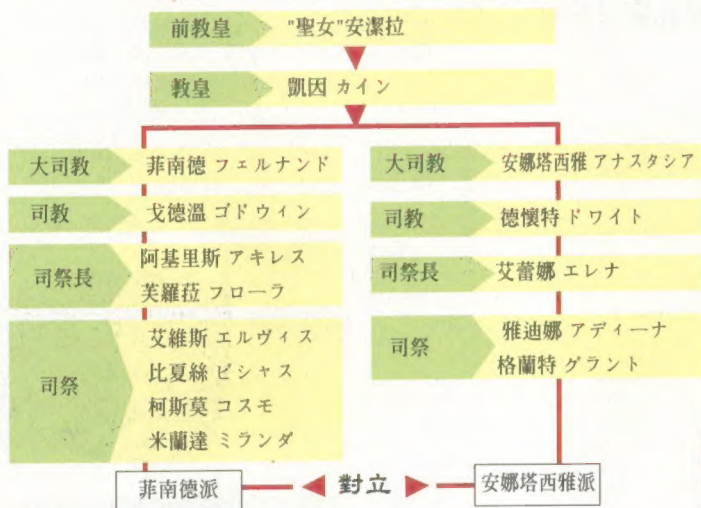 前教皇 "聖女"安潔拉
教皇 凱因 カイン
大司教 菲南德 フェルナンド
司教 戈德溫 ゴドウィン
司祭長
阿基里斯 アキレス
芙羅菈 フローラ
司祭
艾維斯 エルヴィス
比夏絲 ビシャス
柯斯莫 コスモ
米蘭達 ミランダ
菲南德派
大司教 安娜塔西雅 アナスタシア
司教 德懷特 ドワイト
司祭長 艾蕾娜 エレナ
司祭
雅迪娜 アディーナ
格蘭特 グラント
安娜塔西雅派
對立